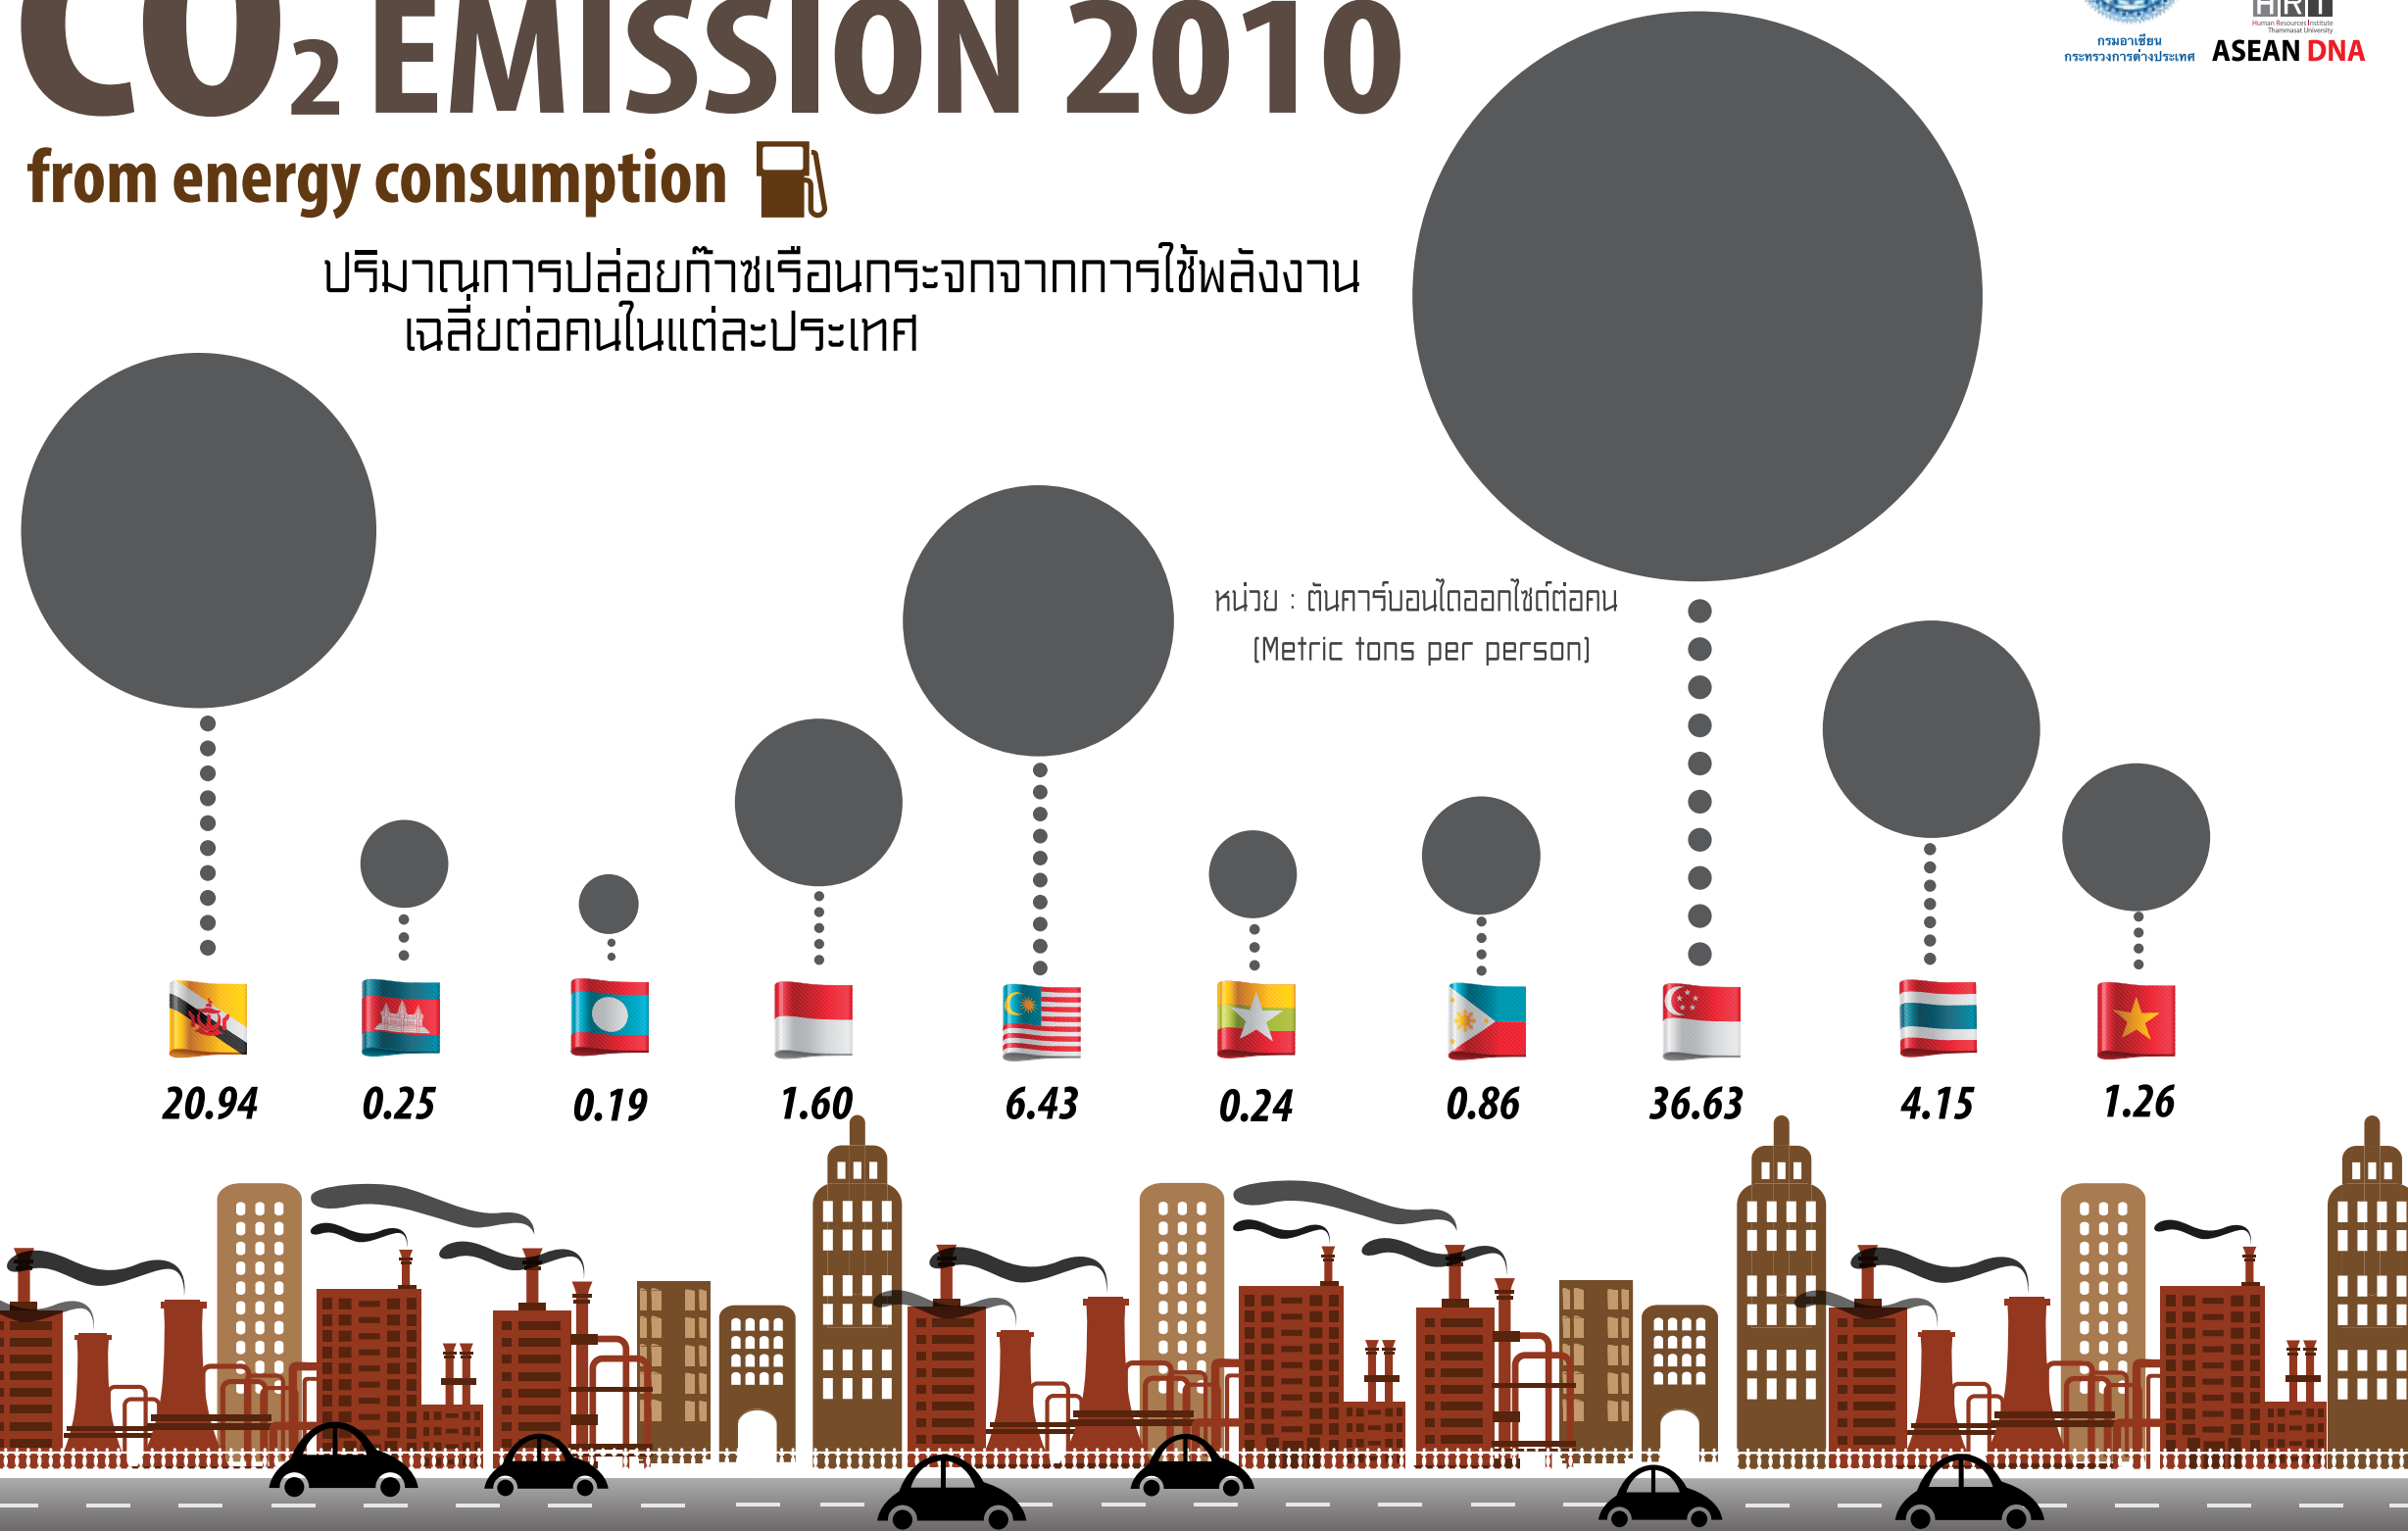 CO2 EMISSION 2010
from energy consumption
ปริมาณการปล่อยก๊าซเรือนกระจกจากการใช้พลังงาน
เฉลี่ยต่อคนในแต่ละประเทศ
กรมอาเซียน
กระทรวงการต่างประเทศ
HRI
Human Resources Institute
Thammasat University
ASEAN DNA
หน่วย : ตันคาร์บอนไดออกไซด์ต่อคน
(Metric tons per person)
20.94 0.25 0.19 1.60 6.43 0.24 0.86 36.63 4.15 1.26